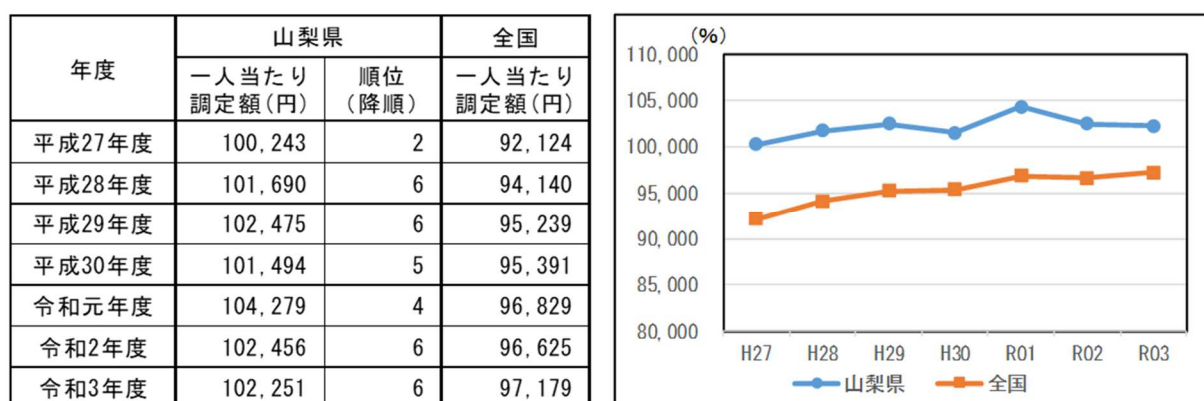 年度 山梨県 全国
一人当たり調定額(円) 順位(降順) 一人当たり調定額(円)
平成27年度 100,243 2 92,124
平成28年度 101,690 6 94,140
平成29年度 102,475 6 95,239
平成30年度 101,494 5 95,391
令和元年度 104,279 4 96,829
令和2年度 102,456 6 96,625
令和3年度 102,251 6 97,179
(%)
110,000
105,000
100,000
95,000
90,000
85,000
80,000
H27 H28 H29 H30 R01 R02 R03
山梨県 全国